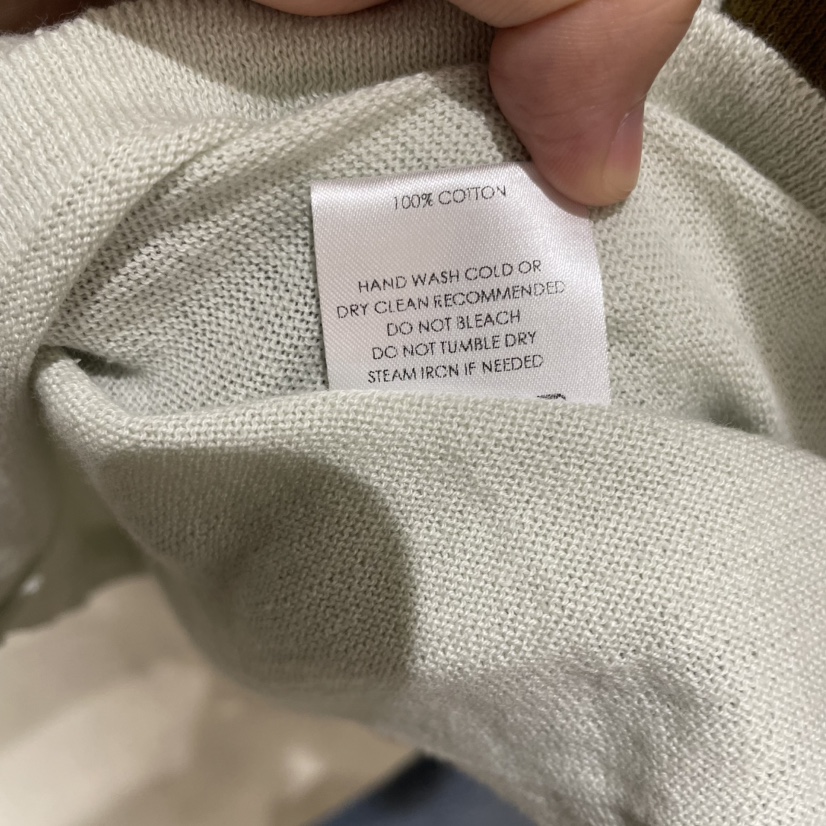 100% COTTON
HAND WASH COLD OR
DRY CLEAN RECOMMENDED
DO NOT BLEACH
DO NOT TUMBLE DRY
STEAM IRON IF NEEDED